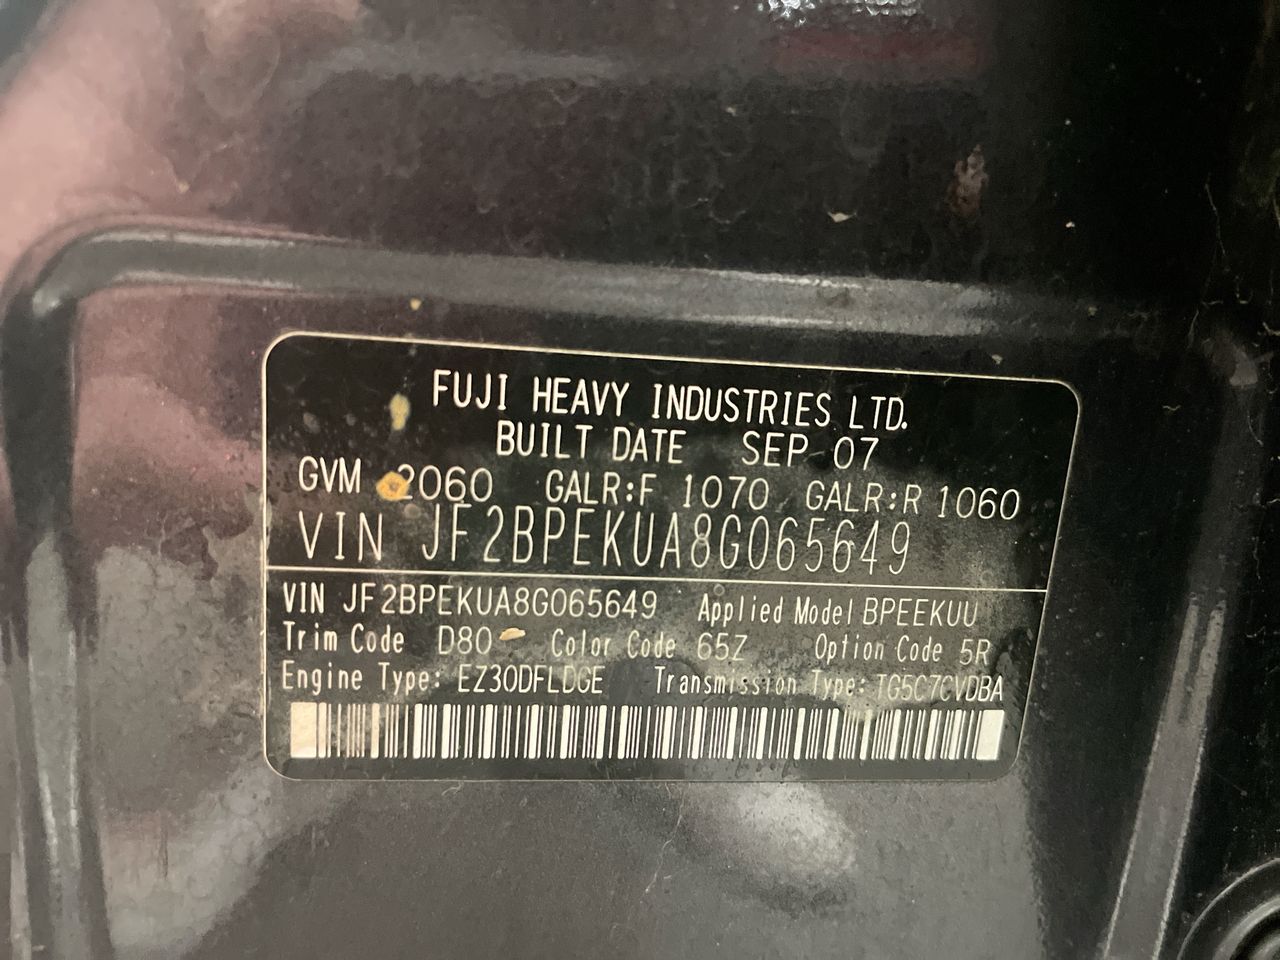 FUJI HEAVY INDUSTRIES LTD.
BUILT DATE SEP 07
GVM 2060 GALR:F 1070 GALR:R 1060
VIN JF2BPEKUA8G065649
VIN JF2BPEKUA8G065649 Applied Model BPEEKUU
Trim Code D80 Color Code 65Z Option Code 5R
Engine Type: EZ30DFLDGE Transmission Type: TG5C7CVDBA